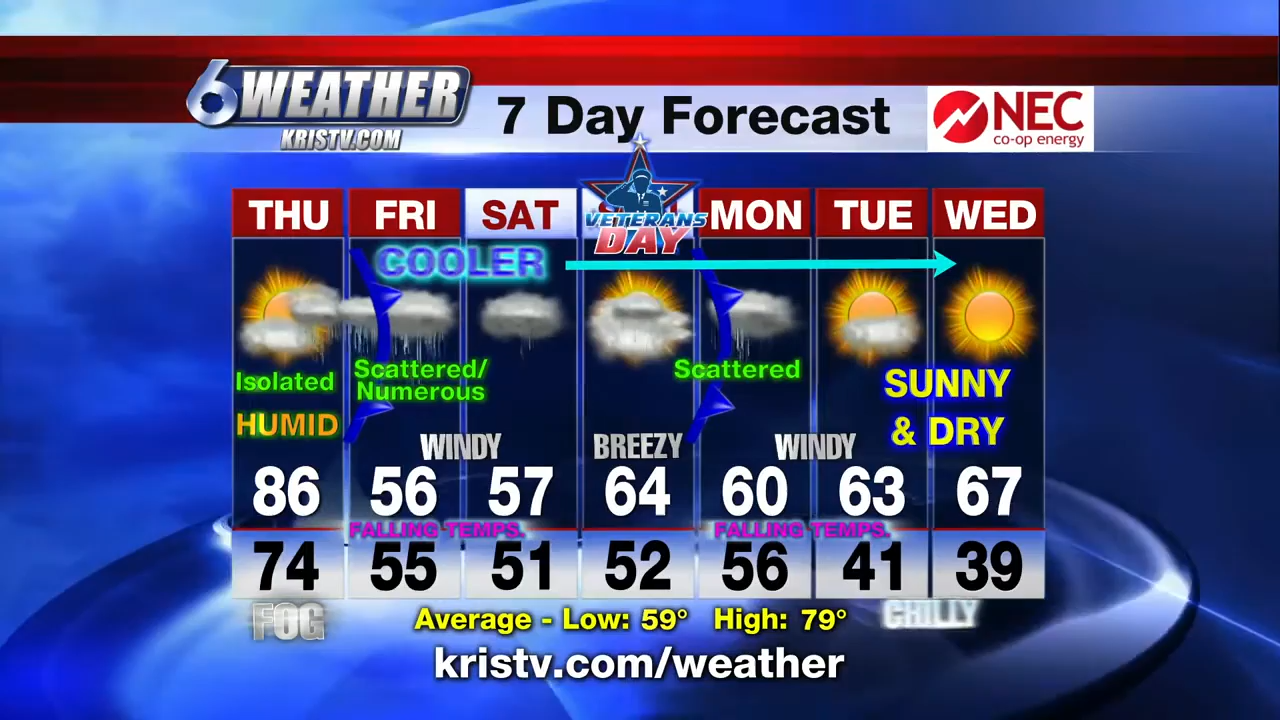 6 WEATHER
KRISTV.COM
7 Day Forecast
NEC
co-op energy
THU FRI SAT MON TUE WED
VETERANS
DAY
COOLER
Isolated
HUMID
Scattered/
Numerous
Scattered
SUNNY
& DRY
WINDY BREEZY WINDY
86 56 57 64 60 63 67
FALLING TEMPS. FALLING TEMPS.
74 55 51 52 56 41 39
FOG
CHILLY
Average - Low: 59° High: 79°
kristv.com/weather